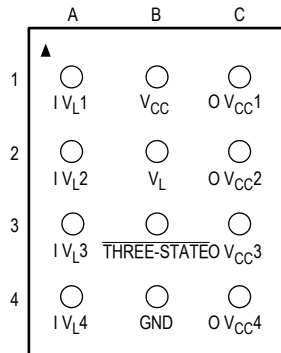 A B C
1
I VL1 VCC O VCC1
2
I VL2 VL O VCC2
3
I VL3 THREE-STATE O VCC3
4
I VL4 GND O VCC4